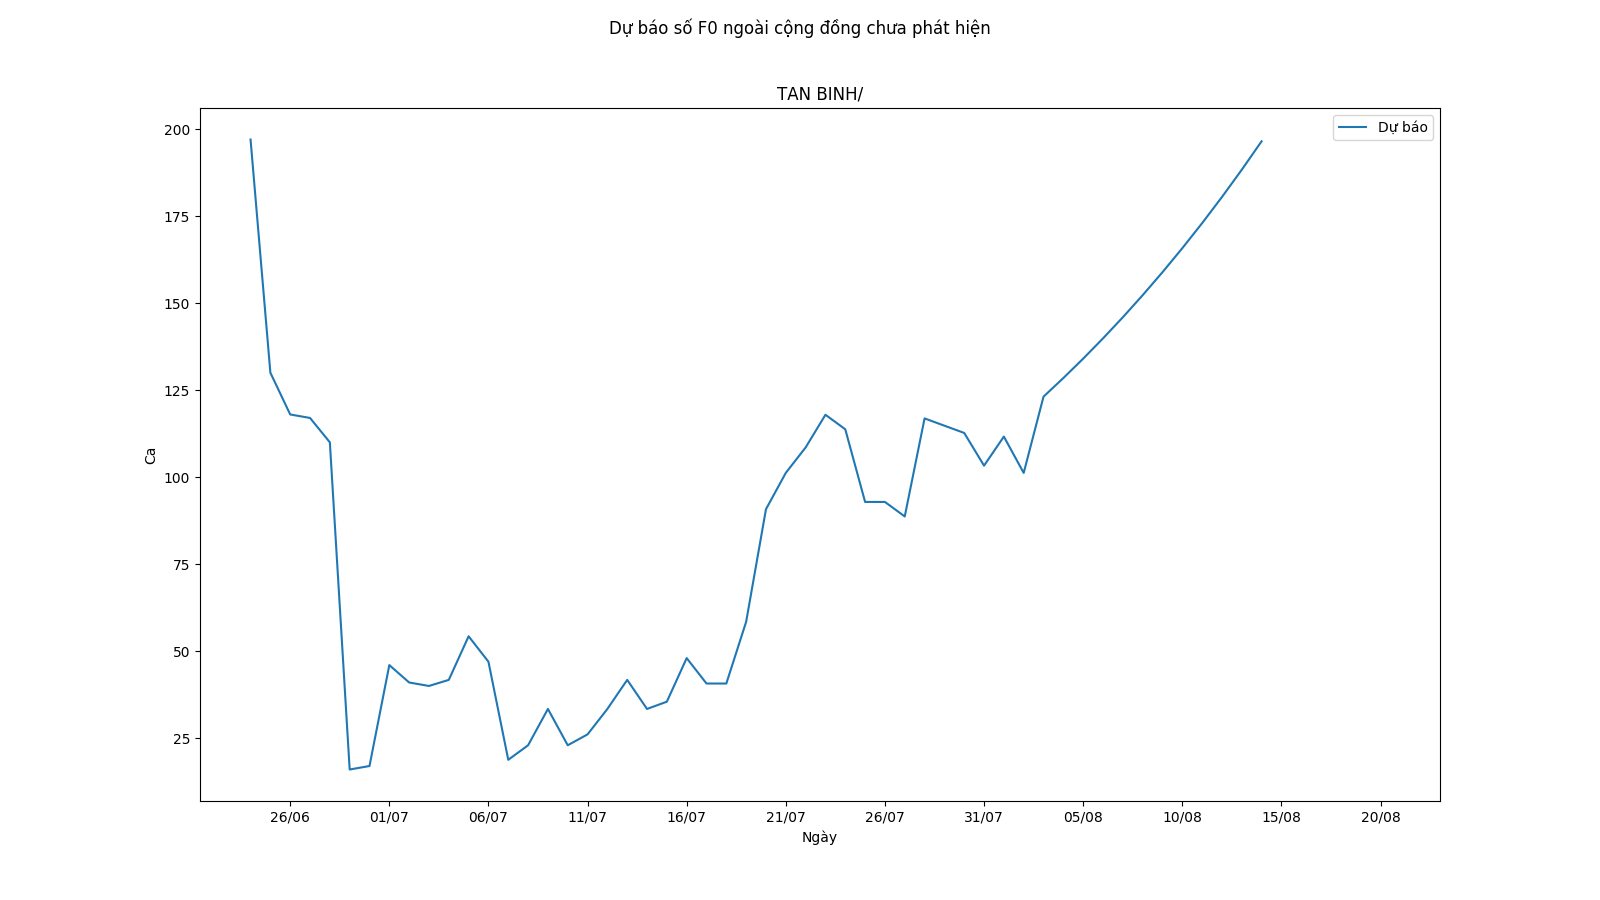 Dự báo số F0 ngoài cộng đồng chưa phát hiện
TAN BINH/
Dự báo
200
175
150
125
100
75
50
25
Ca
26/06 01/07 06/07 11/07 16/07 21/07 26/07 31/07 05/08 10/08 15/08 20/08
Ngày